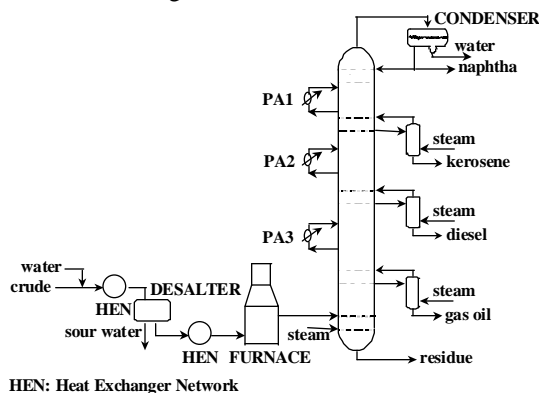 CONDENSER
water
naphtha
PA1
steam
kerosene
PA2
steam
diesel
PA3
water
crude
DESALTER
HEN
sour water
HEN FURNACE
steam
steam
gas oil
residue
HEN: Heat Exchanger Network